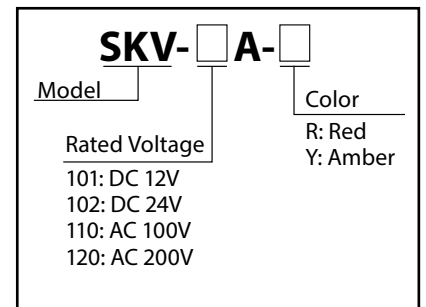 SKV-□A-□
Model
Color
R: Red
Y: Amber
Rated Voltage
101: DC 12V
102: DC 24V
110: AC 100V
120: AC 200V